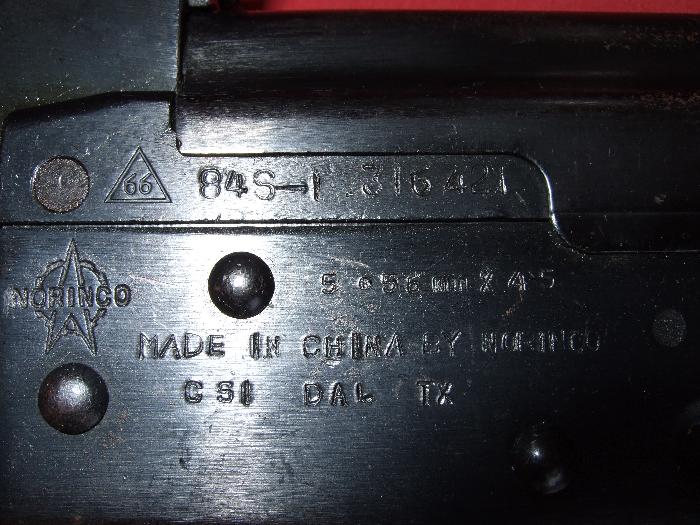 66 84S-1 316421
NORINCO
5.56mm X 45
MADE IN CHINA BY NORINCO
CSI DAL TX